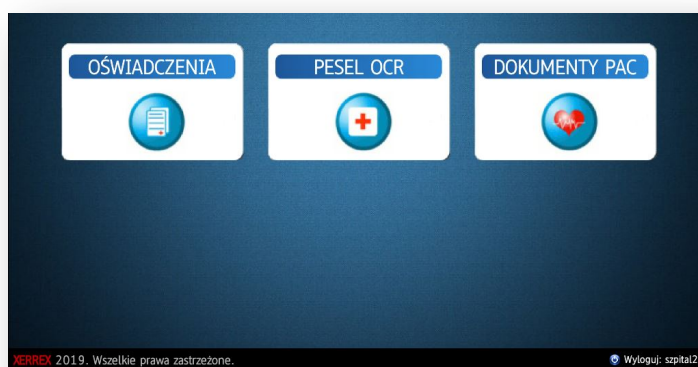 OŚWIADCZENIA
PESEL OCR
DOKUMENTY PAC
XERREX 2019. Wszelkie prawa zastrzeżone.
Wyloguj: szpital2